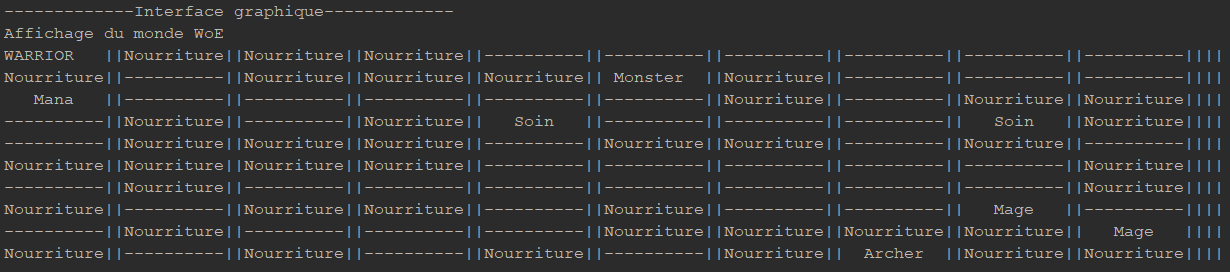 -------------Interface graphique-------------
Affichage du monde WoE
WARRIOR   ||Nourriture||Nourriture||Nourriture||----------||----------||----------||----------||----------||----------||||
Nourriture||----------||Nourriture||Nourriture||Nourriture|| Monster  ||Nourriture||----------||----------||----------||||
   Mana   ||----------||----------||----------||----------||----------||Nourriture||----------||Nourriture||Nourriture||||
----------||Nourriture||----------||Nourriture||   Soin   ||----------||----------||----------||   Soin   ||Nourriture||||
----------||Nourriture||Nourriture||Nourriture||----------||Nourriture||Nourriture||----------||Nourriture||----------||||
Nourriture||Nourriture||Nourriture||Nourriture||----------||----------||----------||----------||----------||Nourriture||||
----------||Nourriture||----------||----------||----------||----------||----------||----------||----------||Nourriture||||
Nourriture||----------||Nourriture||Nourriture||----------||Nourriture||----------||----------||   Mage   ||----------||||
----------||Nourriture||Nourriture||----------||----------||Nourriture||Nourriture||Nourriture||Nourriture||   Mage   ||||
Nourriture||----------||Nourriture||----------||Nourriture||----------||Nourriture||  Archer  ||Nourriture||Nourriture||||